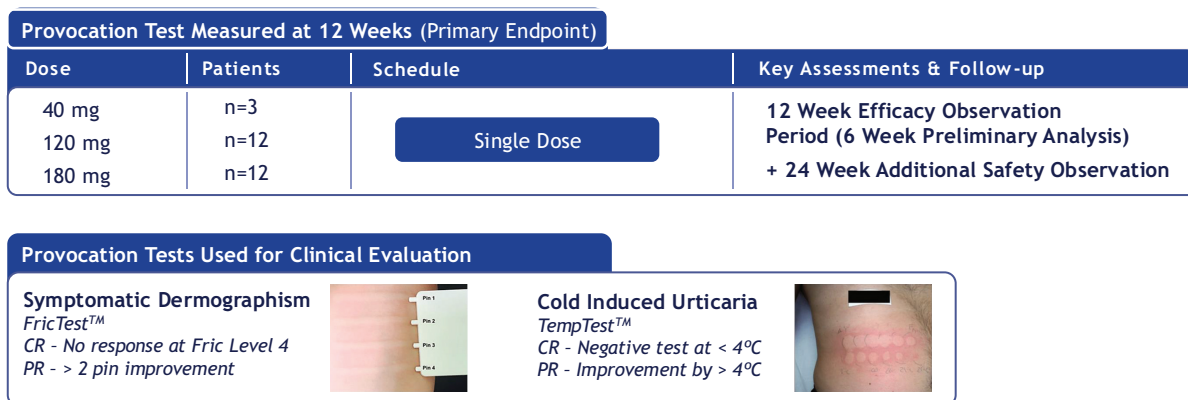 Provocation Test Measured at 12 Weeks (Primary Endpoint)
Dose Patients Schedule Key Assessments & Follow-up
40 mg n=3
120 mg n=12
180 mg n=12
Single Dose
12 Week Efficacy Observation
Period (6 Week Preliminary Analysis)
+ 24 Week Additional Safety Observation
Provocation Tests Used for Clinical Evaluation
Symptomatic Dermographism
FricTest™
CR - No response at Fric Level 4
PR - > 2 pin improvement
Pin 1
Pin 2
Pin 3
Pin 4
Cold Induced Urticaria
TempTest™
CR - Negative test at < 4ºC
PR - Improvement by > 4ºC